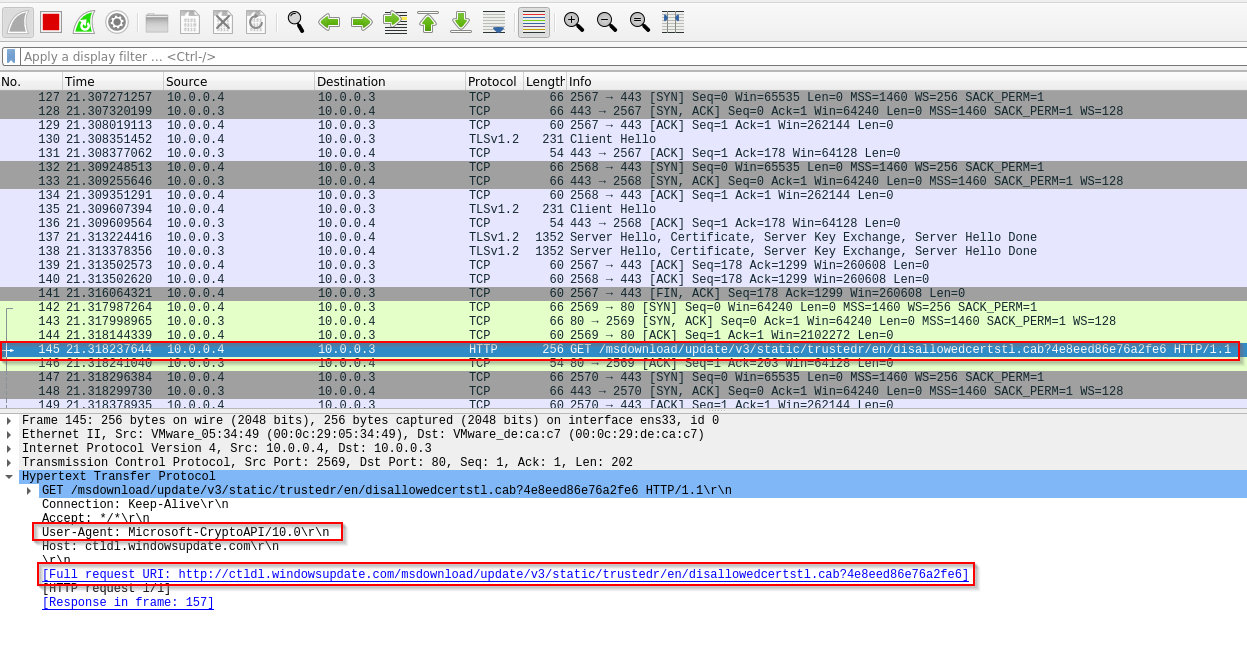 Apply a display filter ... <Ctrl-/>
No. Time Source Destination Protocol Length Info
127 21.307271257 10.0.0.4 10.0.0.3 TCP 66 2567 → 443 [SYN] Seq=0 Win=65535 Len=0 MSS=1460 WS=256 SACK_PERM=1
128 21.307320199 10.0.0.3 10.0.0.4 TCP 66 443 → 2567 [SYN, ACK] Seq=0 Ack=1 Win=64240 Len=0 MSS=1460 SACK_PERM=1 WS=128
129 21.308019113 10.0.0.4 10.0.0.3 TCP 60 2567 → 443 [ACK] Seq=1 Ack=1 Win=262144 Len=0
130 21.308351452 10.0.0.4 10.0.0.3 TLSv1.2 231 Client Hello
131 21.308377062 10.0.0.3 10.0.0.4 TCP 54 443 → 2567 [ACK] Seq=1 Ack=178 Win=64128 Len=0
132 21.309248513 10.0.0.4 10.0.0.3 TCP 66 2568 → 443 [SYN] Seq=0 Win=65535 Len=0 MSS=1460 WS=256 SACK_PERM=1
133 21.309255646 10.0.0.3 10.0.0.4 TCP 66 443 → 2568 [SYN, ACK] Seq=0 Ack=1 Win=64240 Len=0 MSS=1460 SACK_PERM=1 WS=128
134 21.309351291 10.0.0.4 10.0.0.3 TCP 60 2568 → 443 [ACK] Seq=1 Ack=1 Win=262144 Len=0
135 21.309607394 10.0.0.4 10.0.0.3 TLSv1.2 231 Client Hello
136 21.309609564 10.0.0.3 10.0.0.4 TCP 54 443 → 2568 [ACK] Seq=1 Ack=178 Win=64128 Len=0
137 21.313224416 10.0.0.3 10.0.0.4 TLSv1.2 1352 Server Hello, Certificate, Server Key Exchange, Server Hello Done
138 21.313378356 10.0.0.3 10.0.0.4 TLSv1.2 1352 Server Hello, Certificate, Server Key Exchange, Server Hello Done
139 21.313502573 10.0.0.4 10.0.0.3 TCP 60 2567 → 443 [ACK] Seq=178 Ack=1299 Win=260608 Len=0
140 21.313502620 10.0.0.4 10.0.0.3 TCP 60 2568 → 443 [ACK] Seq=178 Ack=1299 Win=260608 Len=0
141 21.316064321 10.0.0.4 10.0.0.3 TCP 60 2567 → 443 [FIN, ACK] Seq=178 Ack=1299 Win=260608 Len=0
142 21.317987264 10.0.0.4 10.0.0.3 TCP 66 2569 → 80 [SYN] Seq=0 Win=64240 Len=0 MSS=1460 WS=256 SACK_PERM=1
143 21.317998965 10.0.0.3 10.0.0.4 TCP 66 80 → 2569 [SYN, ACK] Seq=0 Ack=1 Win=64240 Len=0 MSS=1460 SACK_PERM=1 WS=128
144 21.318144339 10.0.0.4 10.0.0.3 TCP 60 2569 → 80 [ACK] Seq=1 Ack=1 Win=2102272 Len=0
145 21.318237644 10.0.0.4 10.0.0.3 HTTP 256 GET /msdownload/update/v3/static/trustedr/en/disallowedcertstl.cab?4e8eed86e76a2fe6 HTTP/1.1
146 21.318241040 10.0.0.3 10.0.0.4 TCP 54 80 → 2569 [ACK] Seq=1 Ack=203 Win=64128 Len=0
147 21.318296384 10.0.0.4 10.0.0.3 TCP 66 2570 → 443 [SYN] Seq=0 Win=65535 Len=0 MSS=1460 WS=256 SACK_PERM=1
148 21.318299730 10.0.0.3 10.0.0.4 TCP 66 443 → 2570 [SYN, ACK] Seq=0 Ack=1 Win=64240 Len=0 MSS=1460 SACK_PERM=1 WS=128
149 21.318378935 10.0.0.4 10.0.0.3 TCP 60 2570 → 443 [ACK] Seq=1 Ack=1 Win=262144 Len=0
Frame 145: 256 bytes on wire (2048 bits), 256 bytes captured (2048 bits) on interface ens33, id 0
Ethernet II, Src: VMware_05:34:49 (00:0c:29:05:34:49), Dst: VMware_de:ca:c7 (00:0c:29:de:ca:c7)
Internet Protocol Version 4, Src: 10.0.0.4, Dst: 10.0.0.3
Transmission Control Protocol, Src Port: 2569, Dst Port: 80, Seq: 1, Ack: 1, Len: 202
Hypertext Transfer Protocol
GET /msdownload/update/v3/static/trustedr/en/disallowedcertstl.cab?4e8eed86e76a2fe6 HTTP/1.1\r\n
Connection: Keep-Alive\r\n
Accept: */*\r\n
User-Agent: Microsoft-CryptoAPI/10.0\r\n
Host: ctldl.windowsupdate.com\r\n
\r\n
[Full request URI: http://ctldl.windowsupdate.com/msdownload/update/v3/static/trustedr/en/disallowedcertstl.cab?4e8eed86e76a2fe6]
[HTTP request 1/1]
[Response in frame: 157]